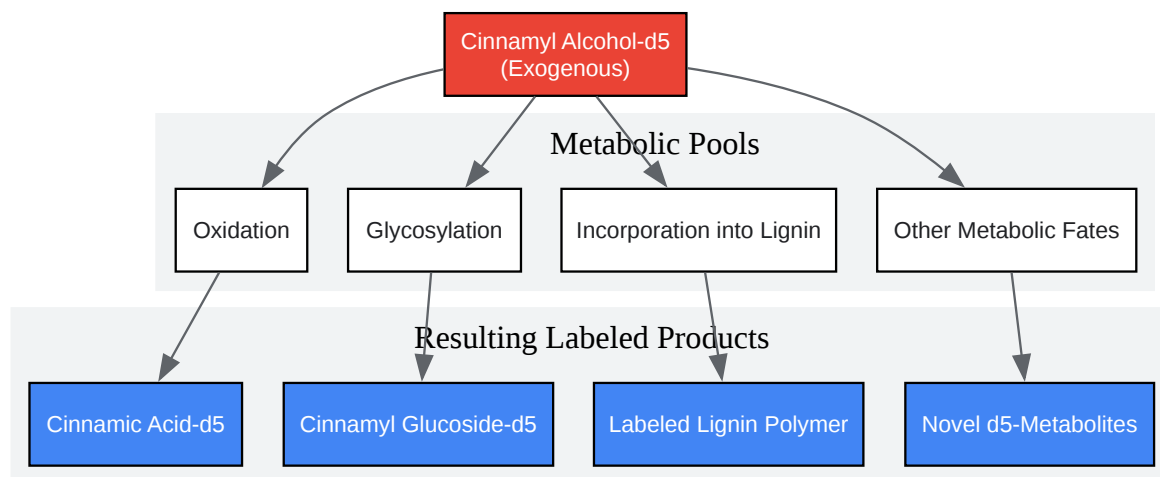 Cinnamyl Alcohol-d5
(Exogenous)
Metabolic Pools
Oxidation
Glycosylation
Incorporation into Lignin
Other Metabolic Fates
Resulting Labeled Products
Cinnamic Acid-d5
Cinnamyl Glucoside-d5
Labeled Lignin Polymer
Novel d5-Metabolites